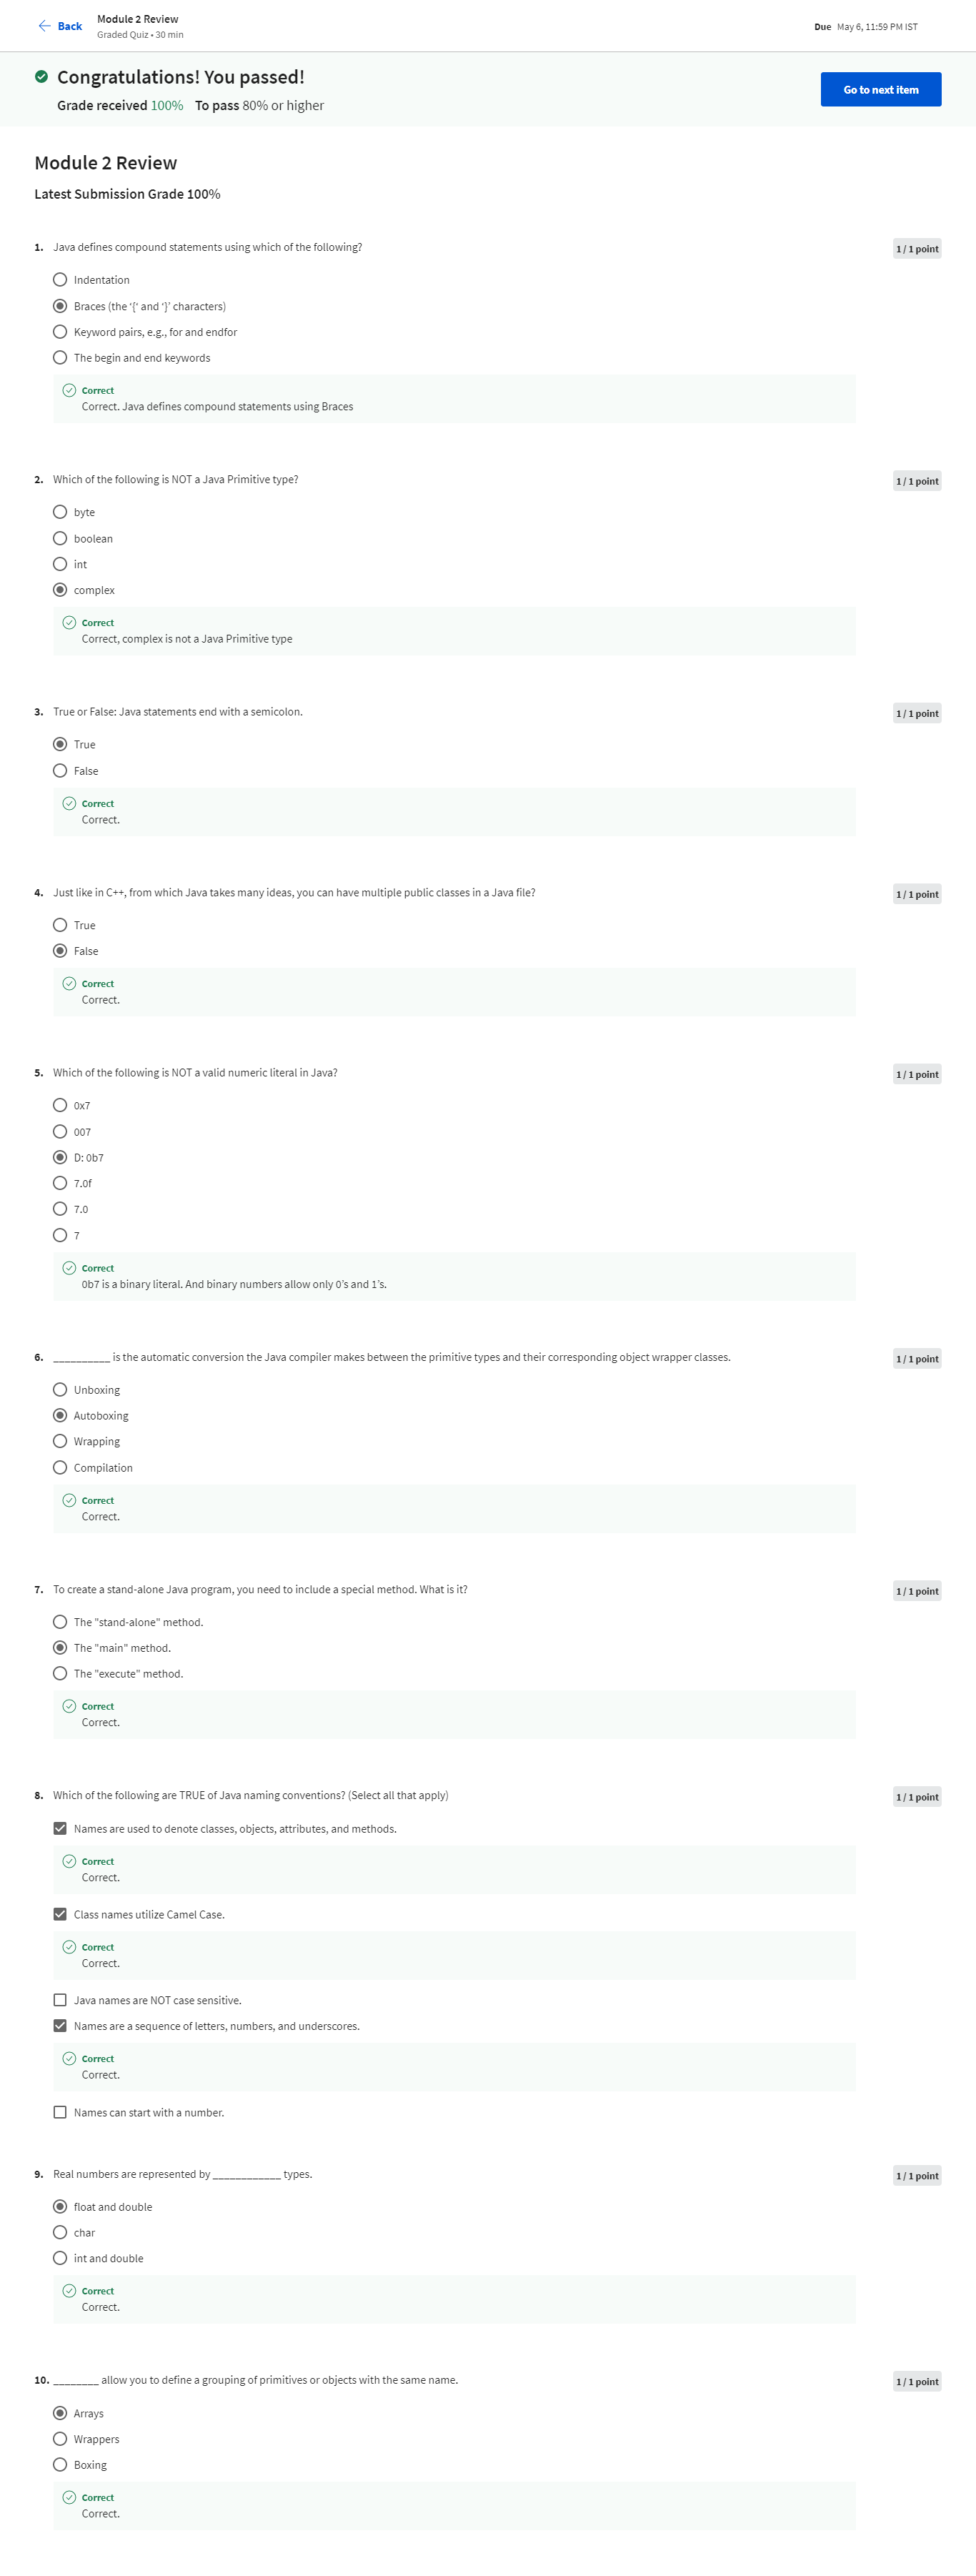 Back
Module 2 Review
Graded Quiz • 30 min
Due May 6, 11:59 PM IST
Congratulations! You passed!
Grade received 100% To pass 80% or higher
Go to next item
Module 2 Review
Latest Submission Grade 100%
1. Java defines compound statements using which of the following?
1 / 1 point
Indentation
Braces (the ‘{‘ and ‘}’ characters)
Keyword pairs, e.g., for and endfor
The begin and end keywords
Correct
Correct. Java defines compound statements using Braces
2. Which of the following is NOT a Java Primitive type?
1 / 1 point
byte
boolean
int
complex
Correct
Correct, complex is not a Java Primitive type
3. True or False: Java statements end with a semicolon.
1 / 1 point
True
False
Correct
Correct.
4. Just like in C++, from which Java takes many ideas, you can have multiple public classes in a Java file?
1 / 1 point
True
False
Correct
Correct.
5. Which of the following is NOT a valid numeric literal in Java?
1 / 1 point
0x7
007
D: 0b7
7.0f
7.0
7
Correct
0b7 is a binary literal. And binary numbers allow only 0’s and 1’s.
6. __________ is the automatic conversion the Java compiler makes between the primitive types and their corresponding object wrapper classes.
1 / 1 point
Unboxing
Autoboxing
Wrapping
Compilation
Correct
Correct.
7. To create a stand-alone Java program, you need to include a special method. What is it?
1 / 1 point
The "stand-alone" method.
The "main" method.
The "execute" method.
Correct
Correct.
8. Which of the following are TRUE of Java naming conventions? (Select all that apply)
1 / 1 point
Names are used to denote classes, objects, attributes, and methods.
Correct
Correct.
Class names utilize Camel Case.
Correct
Correct.
Java names are NOT case sensitive.
Names are a sequence of letters, numbers, and underscores.
Correct
Correct.
Names can start with a number.
9. Real numbers are represented by ____________ types.
1 / 1 point
float and double
char
int and double
Correct
Correct.
10. ________ allow you to define a grouping of primitives or objects with the same name.
1 / 1 point
Arrays
Wrappers
Boxing
Correct
Correct.